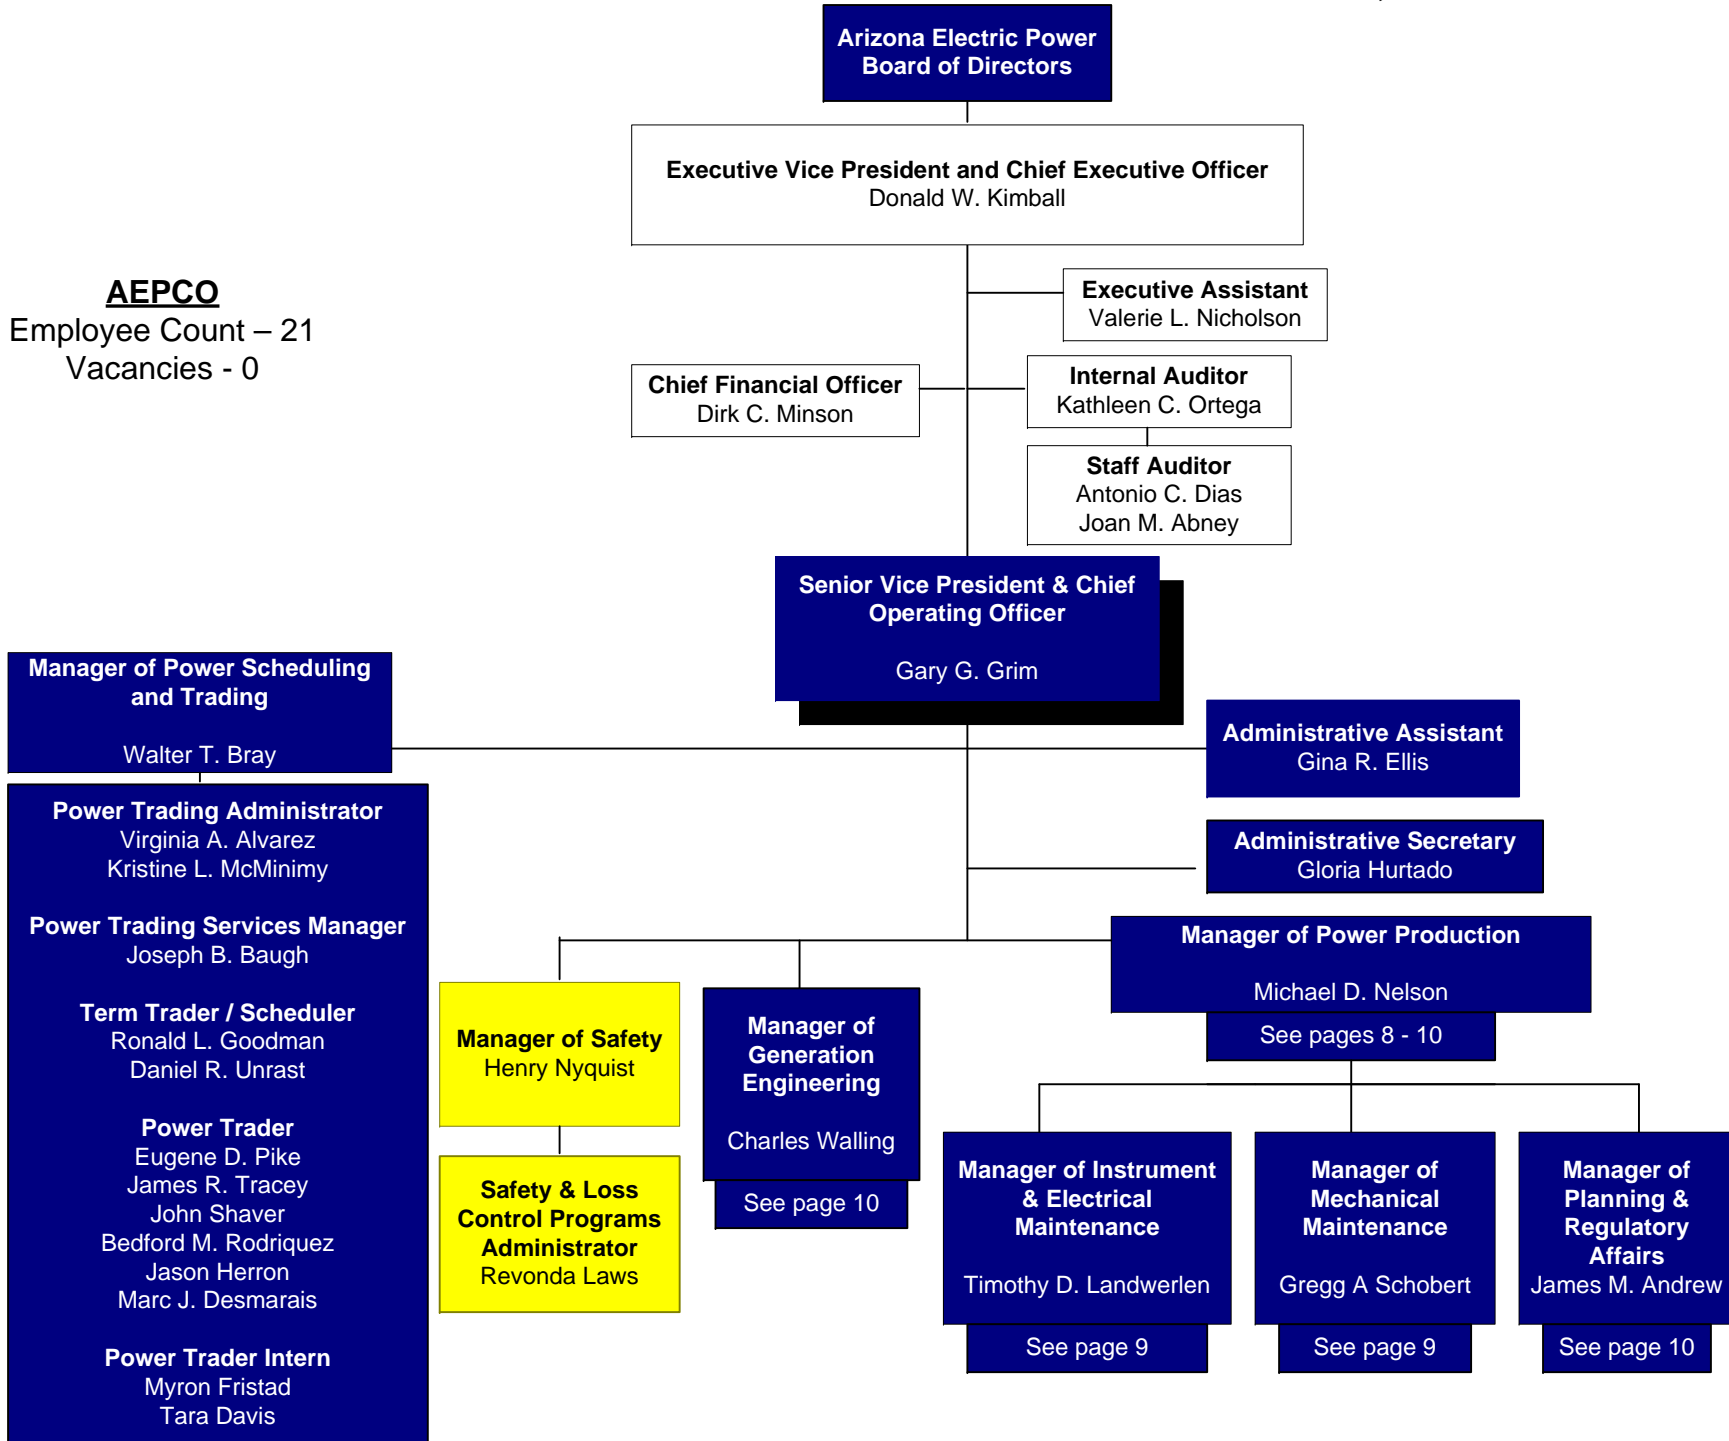 Arizona Electric Power
Board of Directors
Executive Vice President and Chief Executive Officer
Donald W. Kimball
AEPCO
Employee Count – 21
Vacancies - 0
Executive Assistant
Valerie L. Nicholson
Chief Financial Officer
Dirk C. Minson
Internal Auditor
Kathleen C. Ortega
Staff Auditor
Antonio C. Dias
Joan M. Abney
Senior Vice President & Chief
Operating Officer
Gary G. Grim
Manager of Power Scheduling
and Trading
Walter T. Bray
Administrative Assistant
Gina R. Ellis
Power Trading Administrator
Virginia A. Alvarez
Kristine L. McMinimy
Power Trading Services Manager
Joseph B. Baugh
Term Trader / Scheduler
Ronald L. Goodman
Daniel R. Unrast
Power Trader
Eugene D. Pike
James R. Tracey
John Shaver
Bedford M. Rodriquez
Jason Herron
Marc J. Desmarais
Power Trader Intern
Myron Fristad
Tara Davis
Administrative Secretary
Gloria Hurtado
Manager of Power Production
Michael D. Nelson
See pages 8 - 10
Manager of Safety
Henry Nyquist
Safety & Loss
Control Programs
Administrator
Revonda Laws
Manager of
Generation
Engineering
Charles Walling
See page 10
Manager of Instrument
& Electrical
Maintenance
Timothy D. Landwerlen
See page 9
Manager of
Mechanical
Maintenance
Gregg A Schobert
See page 9
Manager of
Planning &
Regulatory
Affairs
James M. Andrew
See page 10